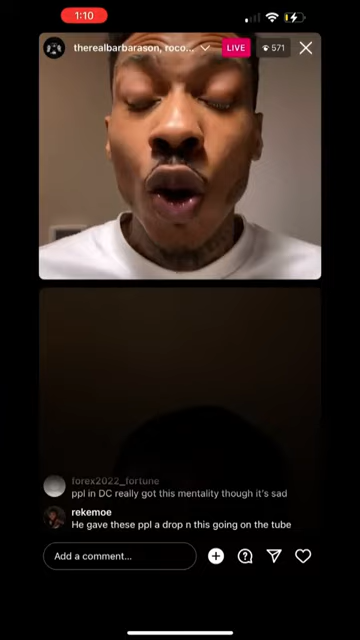 1:10
therealbarbarason, roco...
LIVE
571
forex2022_fortune
ppl in DC really got this mentality though it's sad
rekemoe
He gave these ppl a drop n this going on the tube
Add a comment...